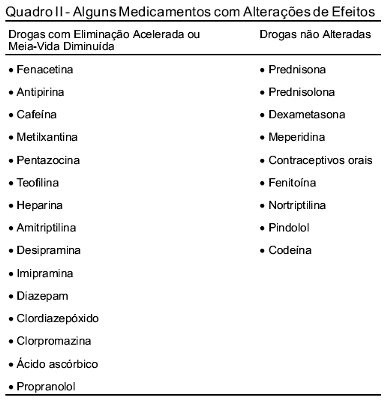 Quadro II - Alguns Medicamentos com Alterações de Efeitos
Drogas com Eliminação Acelerada ou
Meia-Vida Diminuída
• Fenacetina
• Antipirina
• Cafeína
• Metilxantina
• Pentazocina
• Teofilina
• Heparina
• Amitriptilina
• Desipramina
• Imipramina
• Diazepam
• Clordiazepóxido
• Clorpromazina
• Ácido ascórbico
• Propranolol
Drogas não Alteradas
• Prednisona
• Prednisolona
• Dexametasona
• Meperidina
• Contraceptivos orais
• Fenitoína
• Nortriptilina
• Pindolol
• Codeína